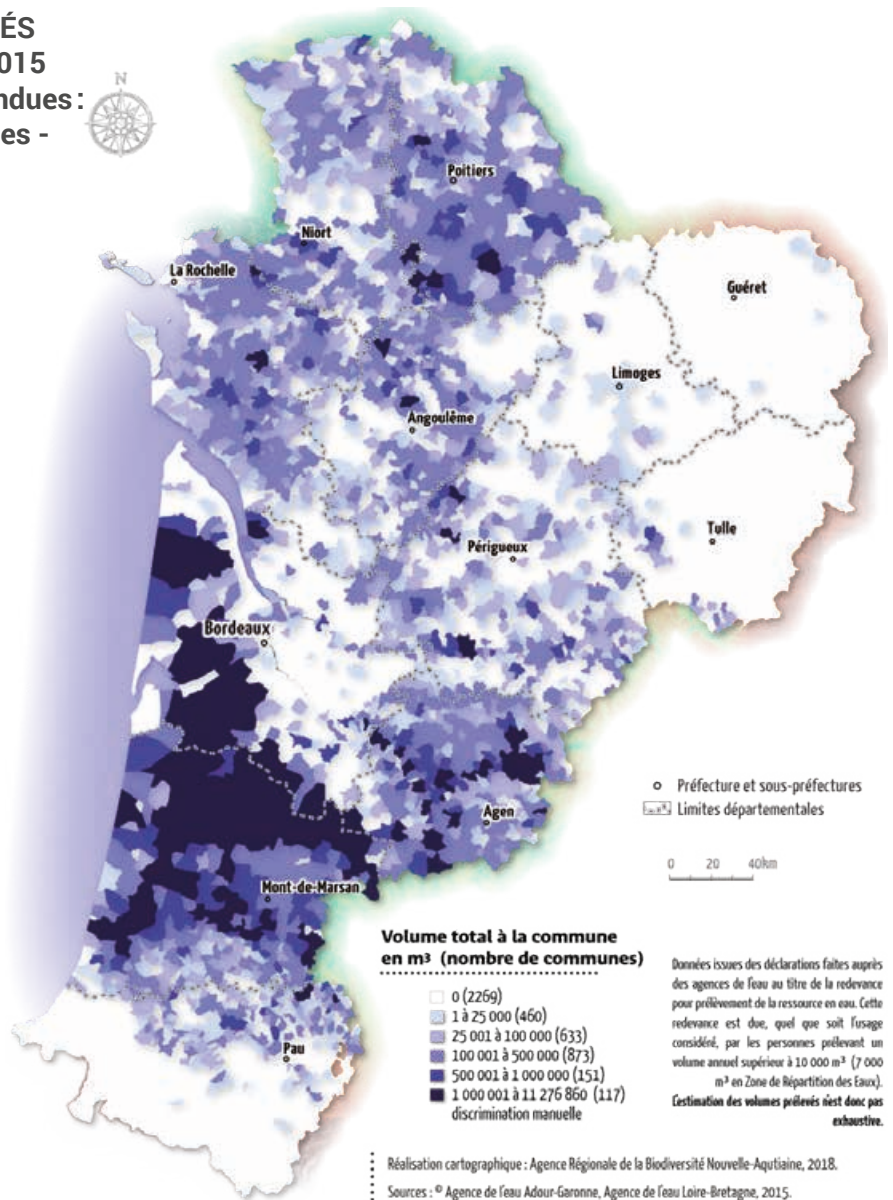 ÉS
015
ndues :
es -
N
Poitiers
Niort
La Rochelle
Guéret
Limoges
Angoulême
Tulle
Périgueux
Bordeaux
Préfecture et sous-préfectures
Limites départementales
Agen
0 20 40km
Mont-de-Marsan
Pau
Volume total à la commune
en m³ (nombre de communes)
0 (2269)
1 à 25 000 (460)
25 001 à 100 000 (633)
100 001 à 500 000 (873)
500 001 à 1 000 000 (151)
1 000 001 à 11 276 860 (117)
discrimination manuelle
Données issues des déclarations faites auprès
des agences de l'eau au titre de la redevance
pour prélèvement de la ressource en eau. Cette
redevance est due, quel que soit l'usage
considéré, par les personnes prélevant un
volume annuel supérieur à 10 000 m³ (7 000
m³ en Zone de Répartition des Eaux).
L'estimation des volumes prélevés n'est donc pas
exhaustive.
Réalisation cartographique : Agence Régionale de la Biodiversité Nouvelle-Aqutiaine, 2018.
Sources : © Agence de l'eau Adour-Garonne, Agence de l'eau Loire-Bretagne, 2015.